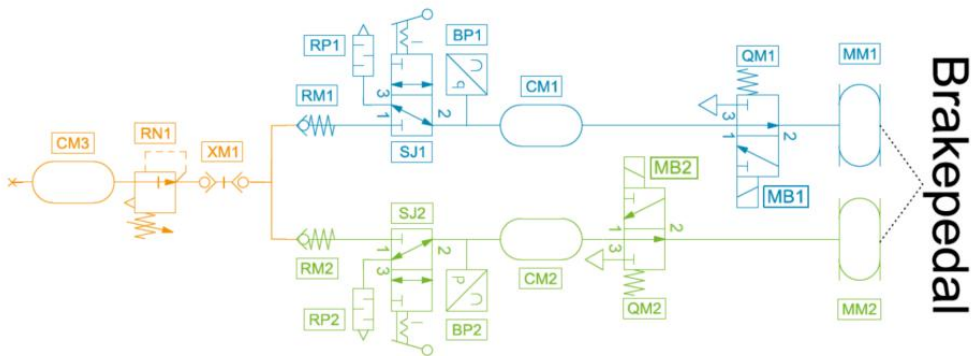 RP1
BP1
QM1
MM1
RM1
3
1
2
CM1
3
1
2
CM3
RN1
XM1
SJ1
MB2
MB1
SJ2
1
3
2
1
3
2
RM2
CM2
RP2
BP2
QM2
MM2
U
q
p
U
Brakepedal